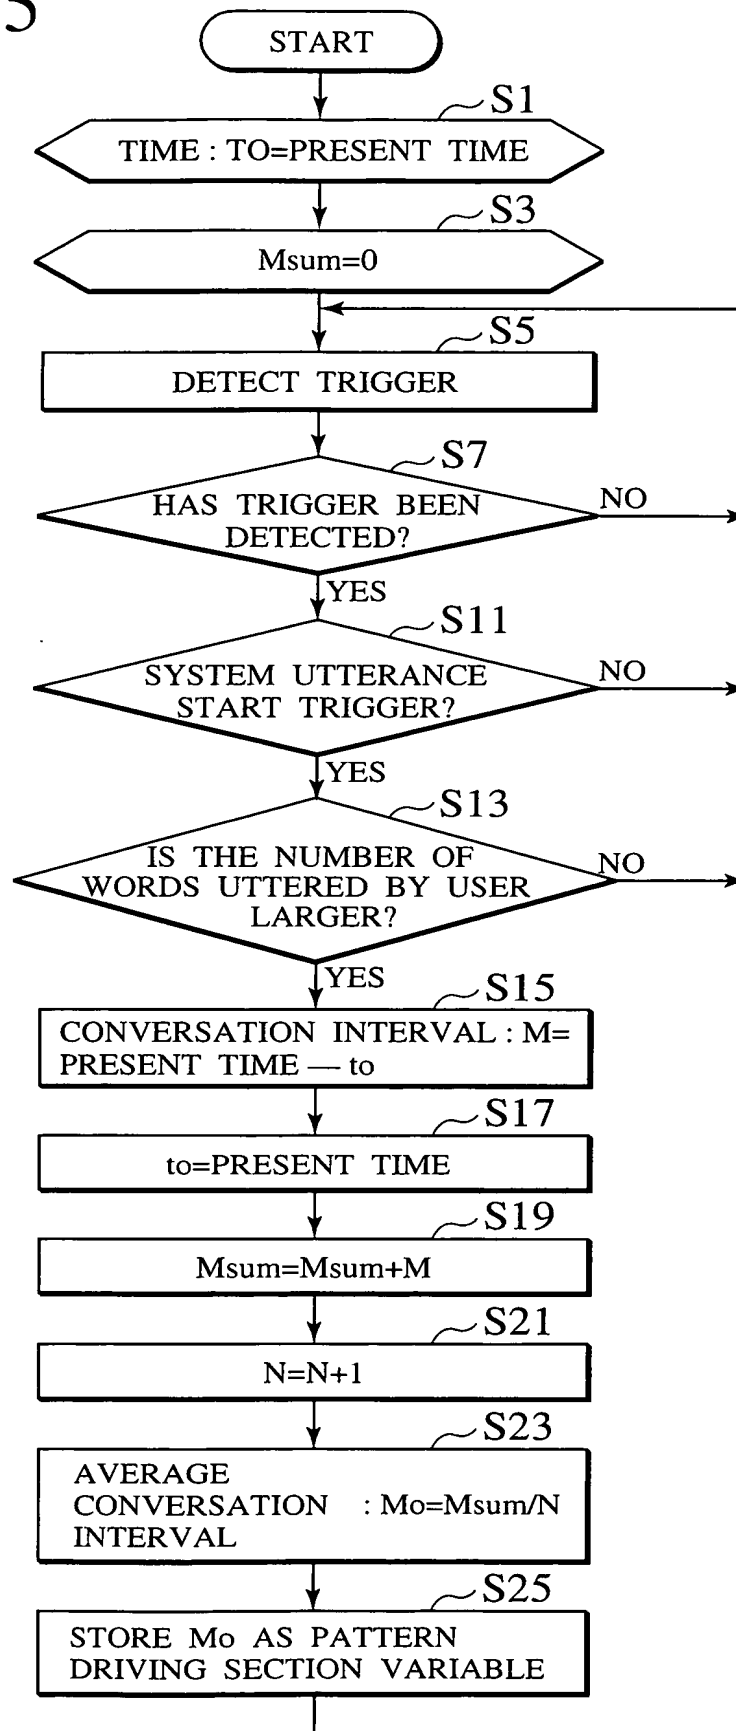 5
START
S1
TIME : TO=PRESENT TIME
S3
Msum=0
S5
DETECT TRIGGER
S7
HAS TRIGGER BEEN
DETECTED?
NO
YES
S11
SYSTEM UTTERANCE
START TRIGGER?
NO
YES
S13
IS THE NUMBER OF
WORDS UTTERED BY USER
LARGER?
NO
YES
S15
CONVERSATION INTERVAL : M=
PRESENT TIME — to
S17
to=PRESENT TIME
S19
Msum=Msum+M
S21
N=N+1
S23
AVERAGE
CONVERSATION : Mo=Msum/N
INTERVAL
S25
STORE Mo AS PATTERN
DRIVING SECTION VARIABLE